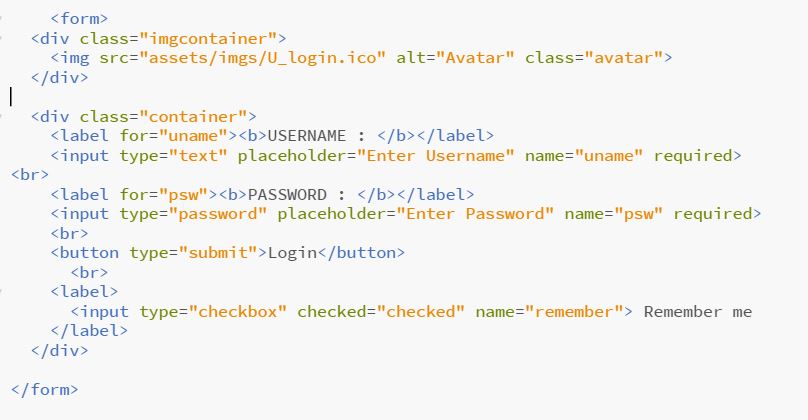 <form>
<div class="imgcontainer">
<img src="assets/imgs/U_login.ico" alt="Avatar" class="avatar">
</div>
<div class="container">
<label for="uname"><b>USERNAME : </b></label>
<input type="text" placeholder="Enter Username" name="uname" required>
<br>
<label for="psw"><b>PASSWORD : </b></label>
<input type="password" placeholder="Enter Password" name="psw" required>
<br>
<button type="submit">Login</button>
<br>
<label>
<input type="checkbox" checked="checked" name="remember"> Remember me
</label>
</div>
</form>